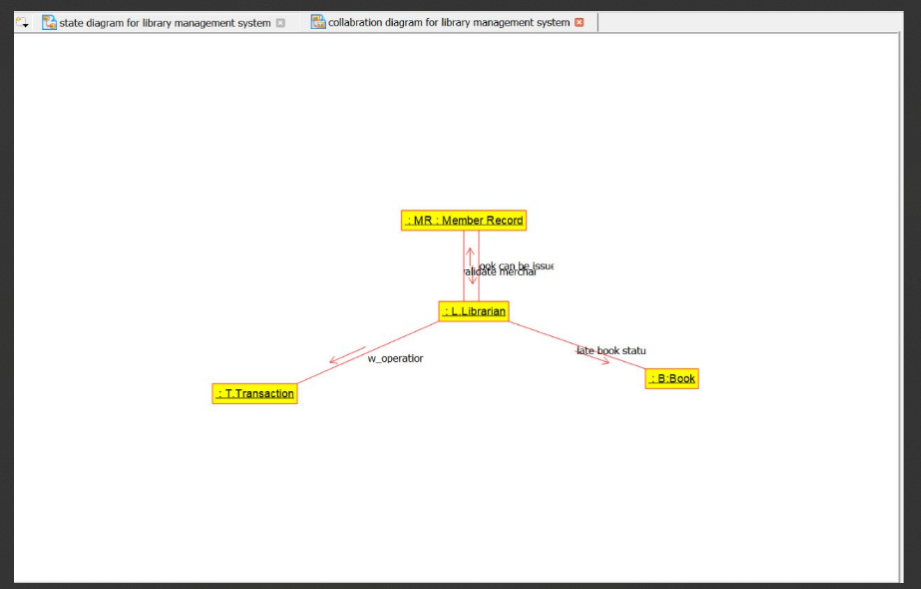 state diagram for library management system
collabration diagram for library management system
: MR : Member Record
ook can be issue
alidate merchai
: L.Librarian
w_operatior
late book statu
: B:Book
: T.Transaction